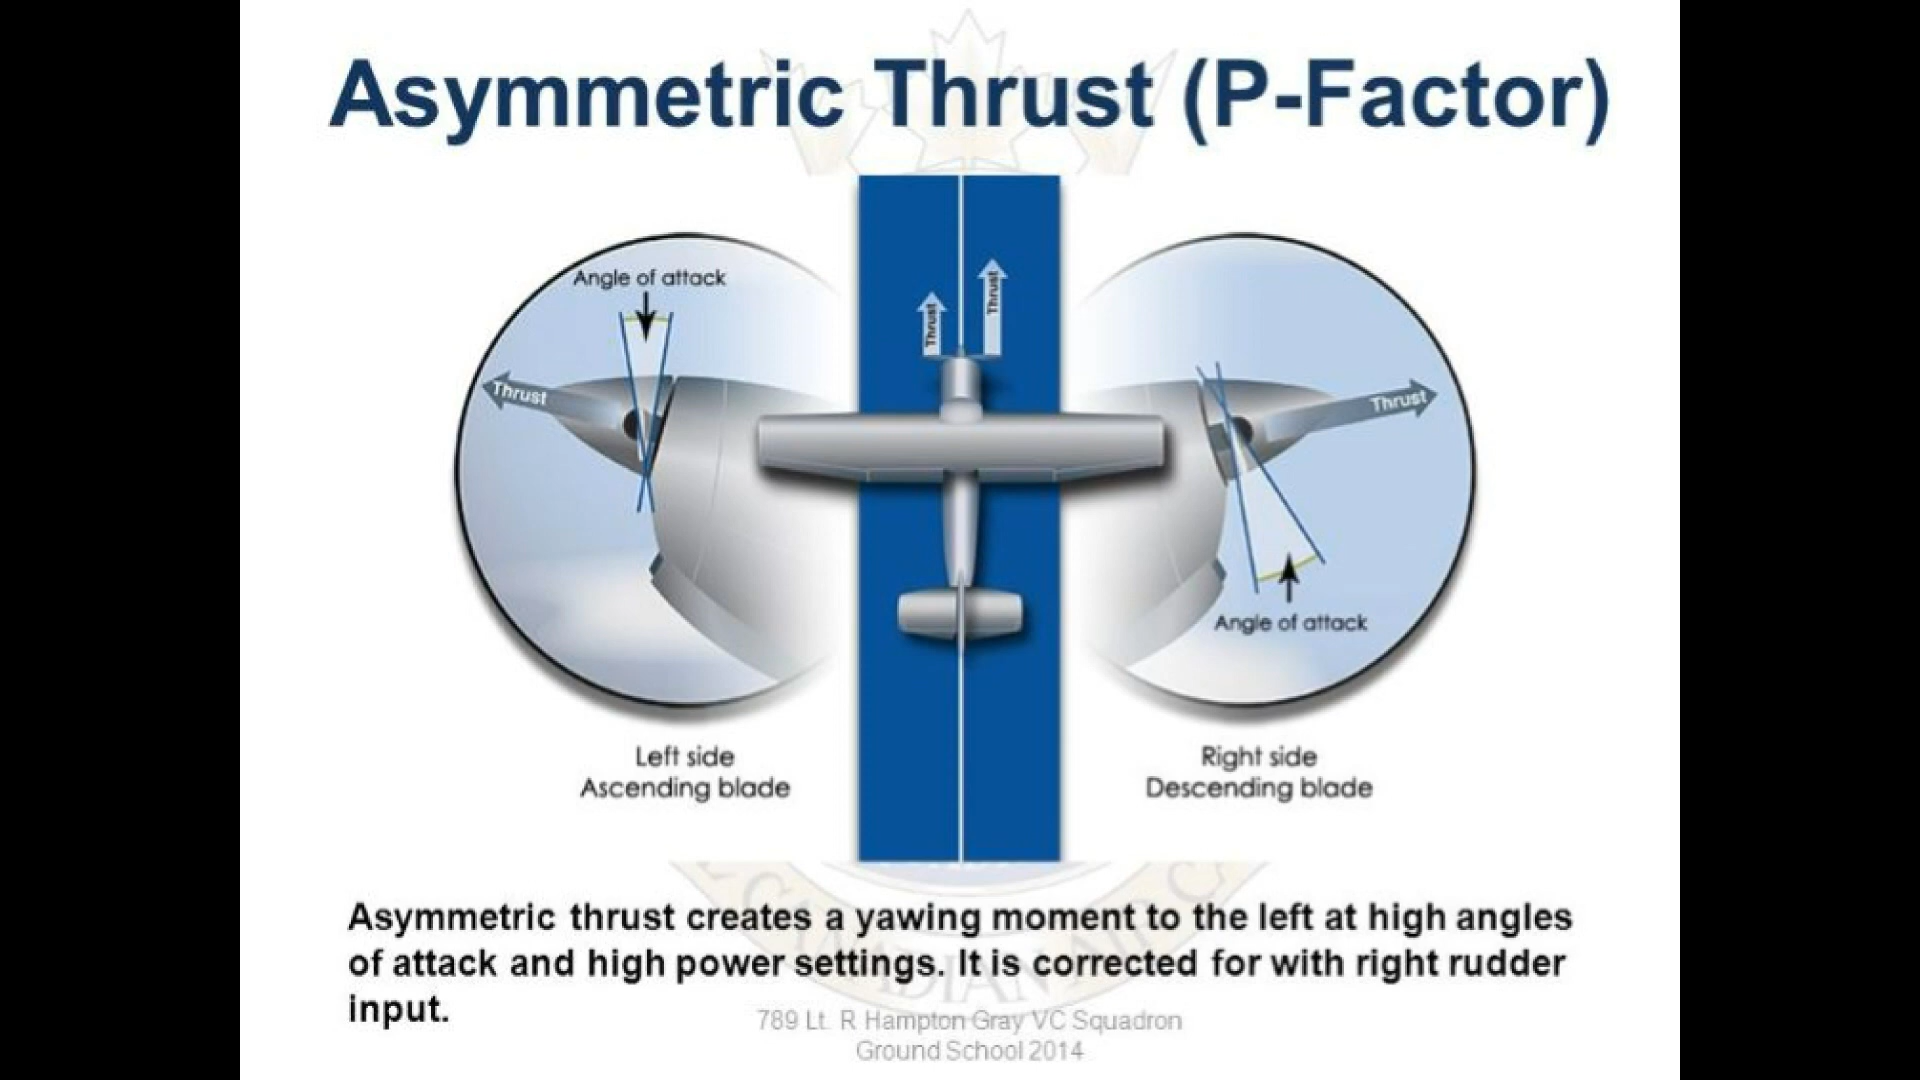 Asymmetric Thrust (P-Factor)
Angle of attack
Thrust
Thrust
Thrust
Thrust
Angle of attack
Left side
Ascending blade
Right side
Descending blade
Asymmetric thrust creates a yawing moment to the left at high angles
of attack and high power settings. It is corrected for with right rudder
input.
789 Lt. R Hampton Gray VC Squadron
Ground School 2014